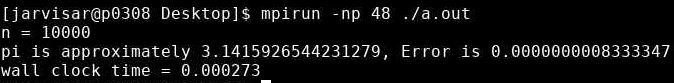 [jarvisar@p0308 Desktop]$ mpirun -np 48 ./a.out
n = 10000
pi is approximately 3.1415926544231279, Error is 0.0000000008333347
wall clock time = 0.000273